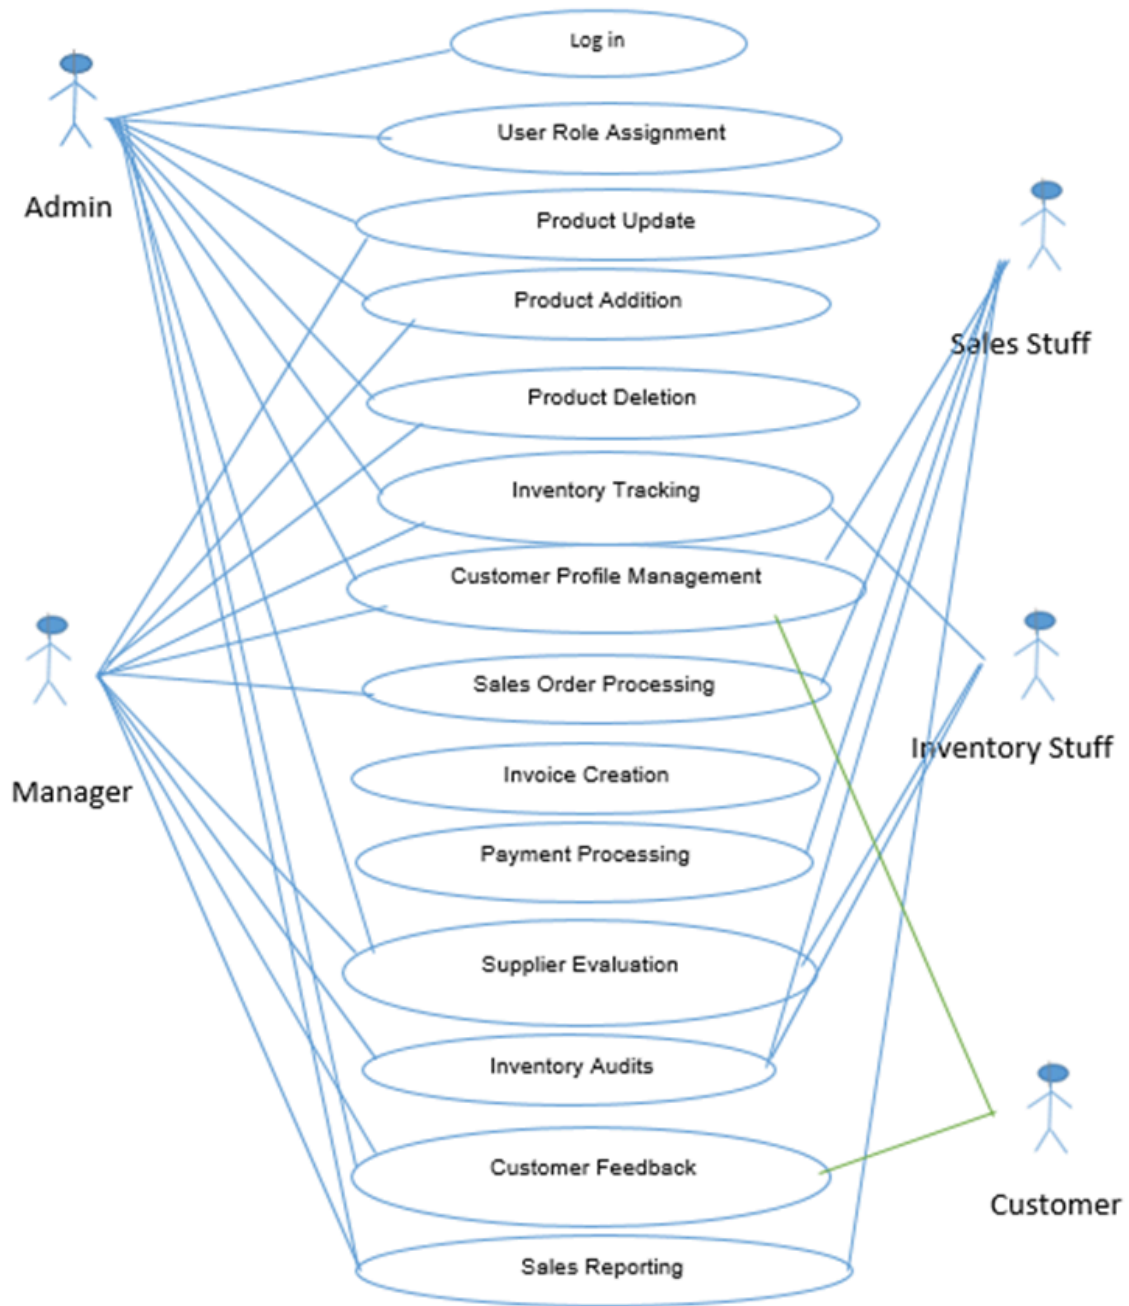 Log in
User Role Assignment
Admin
Product Update
Product Addition
Sales Stuff
Product Deletion
Inventory Tracking
Customer Profile Management
Sales Order Processing
Inventory Stuff
Invoice Creation
Manager
Payment Processing
Supplier Evaluation
Inventory Audits
Customer Feedback
Customer
Sales Reporting